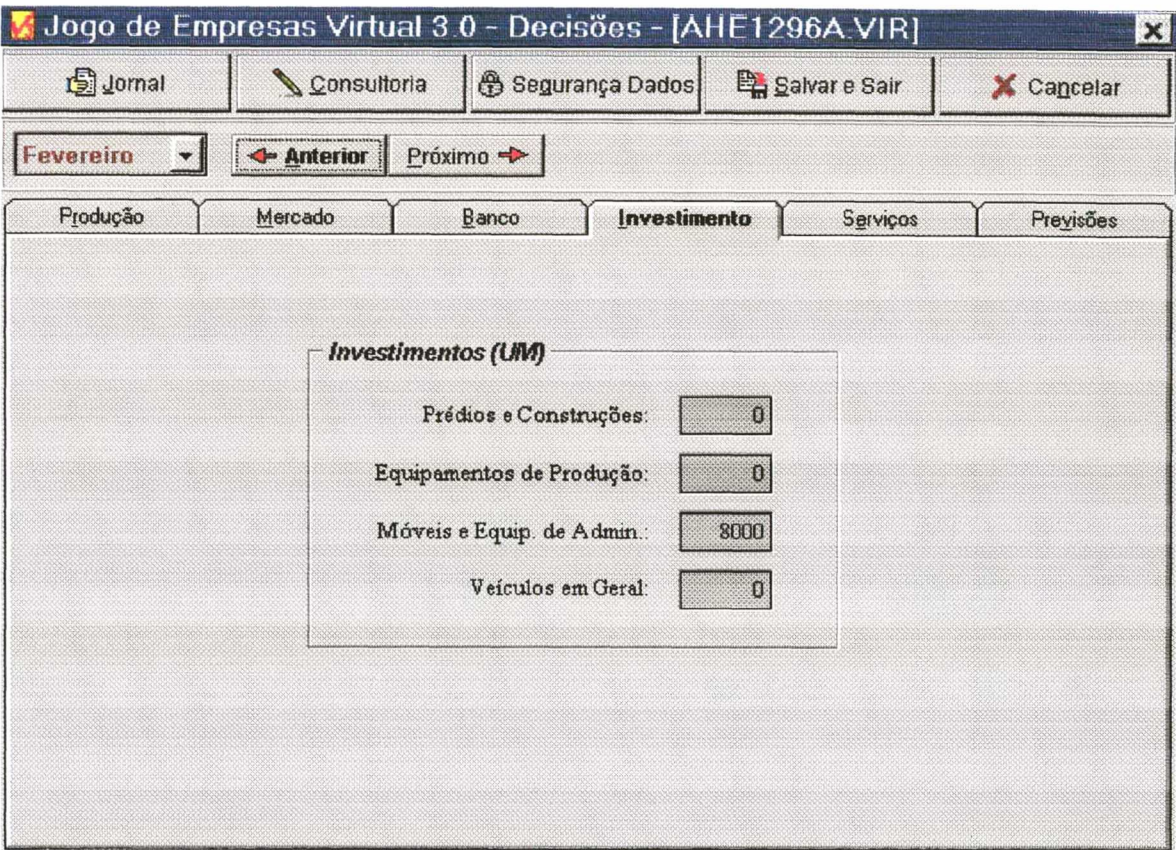 Jogo de Empresas Virtual 3.0 - Decisões - [AHE1296A.VIR]
Jornal Consultoria Segurança Dados Salvar e Sair Cancelar
Fevereiro Anterior Próximo
Produção Mercado Banco Investimento Serviços Previsões
Investimentos (UM)
Prédios e Construções: 0
Equipamentos de Produção: 0
Móveis e Equip. de Admin.: 8000
Veículos em Geral: 0